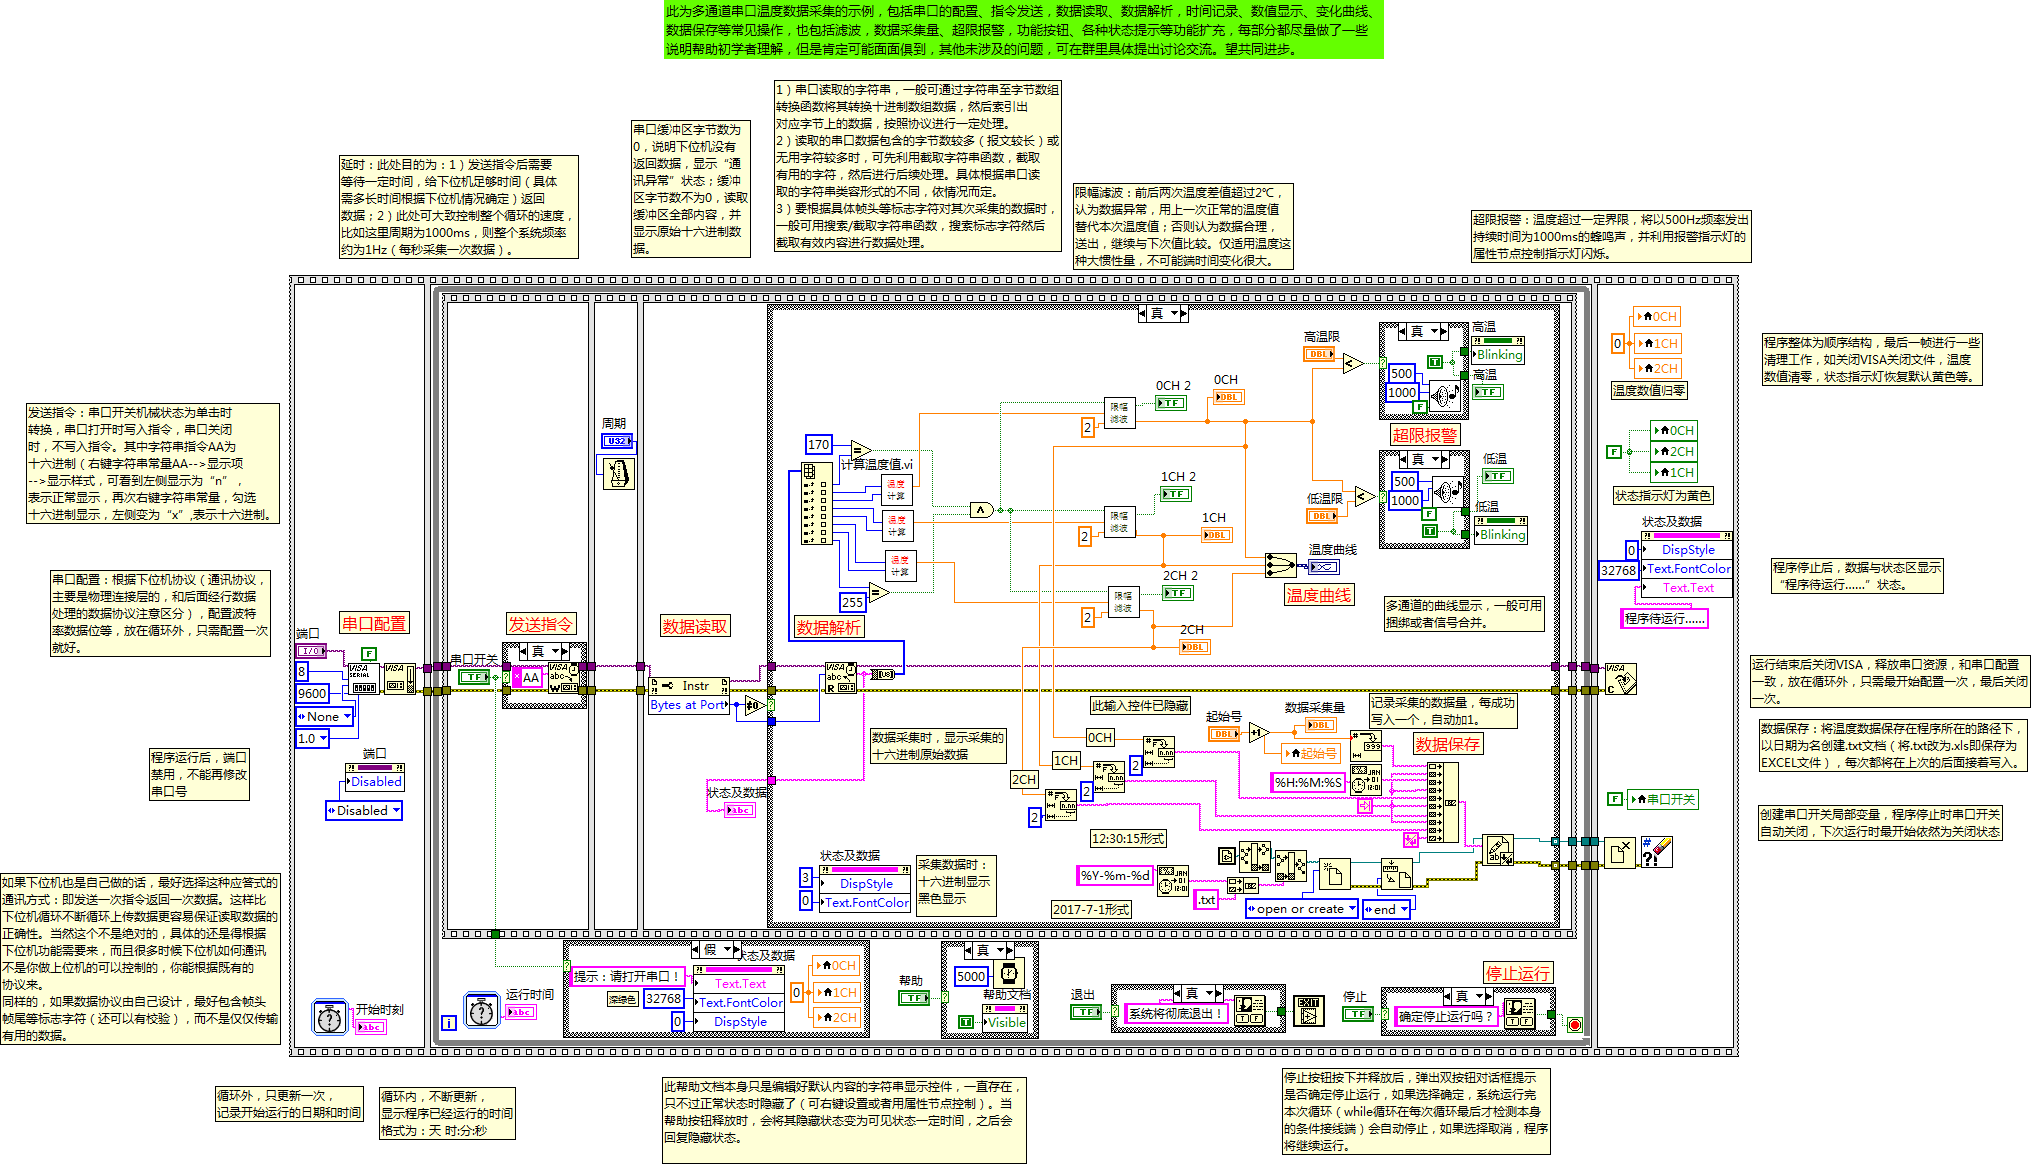 此为多通道串口温度数据采集的示例，包括串口的配置、指令发送，数据读取、数据解析，时间记录、数值显示、变化曲线、
数据保存等常见操作，也包括滤波，数据采集量、超限报警，功能按钮、各种状态提示等功能扩充，每部分都尽量做了一些
说明帮助初学者理解，但是肯定可能面面俱到，其他未涉及的问题，可在群里具体提出讨论交流。望共同进步。
1）串口读取的字符串，一般可通过字符串至字节数组
转换函数将其转换十进制数组数据，然后索引出
对应字节上的数据，按照协议进行一定处理。
2）读取的串口数据包含的字节数较多（报文较长）或
无用字符较多时，可先利用截取字符串函数，截取
有用的字符，然后进行后续处理。具体根据串口读
取的字符串类容形式的不同，依情况而定。
3）要根据具体帧头等标志字符对其次采集的数据时，
一般可用搜索/截取字符串函数，搜索标志字符然后
截取有效内容进行数据处理。
串口缓冲区字节数为
0，说明下位机没有
返回数据，显示“通
讯异常”状态；缓冲
区字节数不为0，读取
缓冲区全部内容，并
显示原始十六进制数
据。
延时：此处目的为：1）发送指令后需要
等待一定时间，给下位机足够时间（具体
需多长时间根据下位机情况确定）返回
数据；2）此处可大致控制整个循环的速度，
比如这里周期为1000ms，则整个系统频率
约为1Hz（每秒采集一次数据）。
限幅滤波：前后两次温度差值超过2℃，
认为数据异常，用上一次正常的温度值
替代本次温度值；否则认为数据合理，
送出，继续与下次值比较。仅适用温度这
种大惯性量，不可能端时间变化很大。
超限报警：温度超过一定界限，将以500Hz频率发出
持续时间为1000ms的蜂鸣声，并利用报警指示灯的
属性节点控制指示灯闪烁。
程序整体为顺序结构，最后一帧进行一些
清理工作，如关闭VISA关闭文件，温度
数值清零，状态指示灯恢复默认黄色等。
发送指令：串口开关机械状态为单击时
转换，串口打开时写入指令，串口关闭
时，不写入指令。其中字符串指令AA为
十六进制（右键字符串常量AA-->显示项
-->显示样式，可看到左侧显示为“n”，
表示正常显示，再次右键字符串常量，勾选
十六进制显示，左侧变为“x”,表示十六进制。
串口配置：根据下位机协议（通讯协议，
主要是物理连接层的，和后面经行数据
处理的数据协议注意区分），配置波特
率数据位等，放在循环外，只需配置一次
就好。
程序运行后，端口
禁用，不能再修改
串口号
如果下位机也是自己做的话，最好选择这种应答式的
通讯方式：即发送一次指令返回一次数据。这样比
下位机循环不断循环上传数据更容易保证读取数据的
正确性。当然这个不是绝对的，具体的还是得根据
下位机功能需要来，而且很多时候下位机如何通讯
不是你做上位机的可以控制的，你能根据既有的
协议来。
同样的，如果数据协议由自己设计，最好包含帧头
帧尾等标志字符（还可以有校验），而不是仅仅传输
有用的数据。
串口配置
端口
I/O
8
9600
None
1.0
F
VISA
SERIAL
VISA
端口
Disabled
Disabled
开始时刻
abc
发送指令
串口开关
TF
真
AA
VISA
abc
W
周期
U32
数据读取
Instr
Bytes at Port
≠0
状态及数据
abc
真
170
计算温度值.vi
温度
计算
温度
计算
温度
计算
255
数据解析
VISA
abc
R
数据采集时，显示采集的
十六进制原始数据
限幅
滤波
2
0CH 2
TF
0CH
DBL
限幅
滤波
2
1CH 2
TF
1CH
DBL
限幅
滤波
2
2CH 2
TF
2CH
DBL
高温限
DBL
低温限
DBL
真
500
1000
F
T
高温
Blinking
高温
TF
超限报警
真
500
1000
F
T
低温
TF
低温
Blinking
温度曲线
温度曲线
多通道的曲线显示，一般可用
捆绑或者信号合并。
此输入控件已隐藏
起始号
DBL
+1
数据采集量
DBL
起始号
记录采集的数据量，每成功
写入一个，自动加1。
数据保存
0CH
1CH
2CH
2
2
2
%H:%M:%S
12:30:15形式
%Y-%m-%d
2017-7-1形式
.txt
open or create
end
状态及数据
3
0
DispStyle
Text.FontColor
采集数据时：
十六进制显示
黑色显示
0
0CH
1CH
2CH
温度数值归零
F
0CH
2CH
1CH
状态指示灯为黄色
状态及数据
0
32768
DispStyle
Text.FontColor
Text.Text
程序待运行……
VISA
C
F
串口开关
程序停止后，数据与状态区显示
“程序待运行……”状态。
运行结束后关闭VISA，释放串口资源，和串口配置
一致，放在循环外，只需最开始配置一次，最后关闭
一次。
数据保存：将温度数据保存在程序所在的路径下，
以日期为名创建.txt文档（将.txt改为.xls即保存为
EXCEL文件），每次都将在上次的后面接着写入。
创建串口开关局部变量，程序停止时串口开关
自动关闭，下次运行时最开始依然为关闭状态
i
运行时间
abc
假
状态及数据
提示：请打开串口！
深绿色
32768
0
Text.Text
Text.FontColor
DispStyle
0
0CH
1CH
2CH
帮助
TF
真
5000
帮助文档
T
Visible
退出
TF
真
系统将彻底退出！
T F
EXIT
停止
TF
停止运行
真
确定停止运行吗？
T F
循环外，只更新一次，
记录开始运行的日期和时间
循环内，不断更新，
显示程序已经运行的时间
格式为：天 时:分:秒
此帮助文档本身只是编辑好默认内容的字符串显示控件，一直存在，
只不过正常状态时隐藏了（可右键设置或者用属性节点控制）。当
帮助按钮释放时，会将其隐藏状态变为可见状态一定时间，之后会
回复隐藏状态。
停止按钮按下并释放后，弹出双按钮对话框提示
是否确定停止运行，如果选择确定，系统运行完
本次循环（while循环在每次循环最后才检测本身
的条件接线端）会自动停止，如果选择取消，程序
将继续运行。